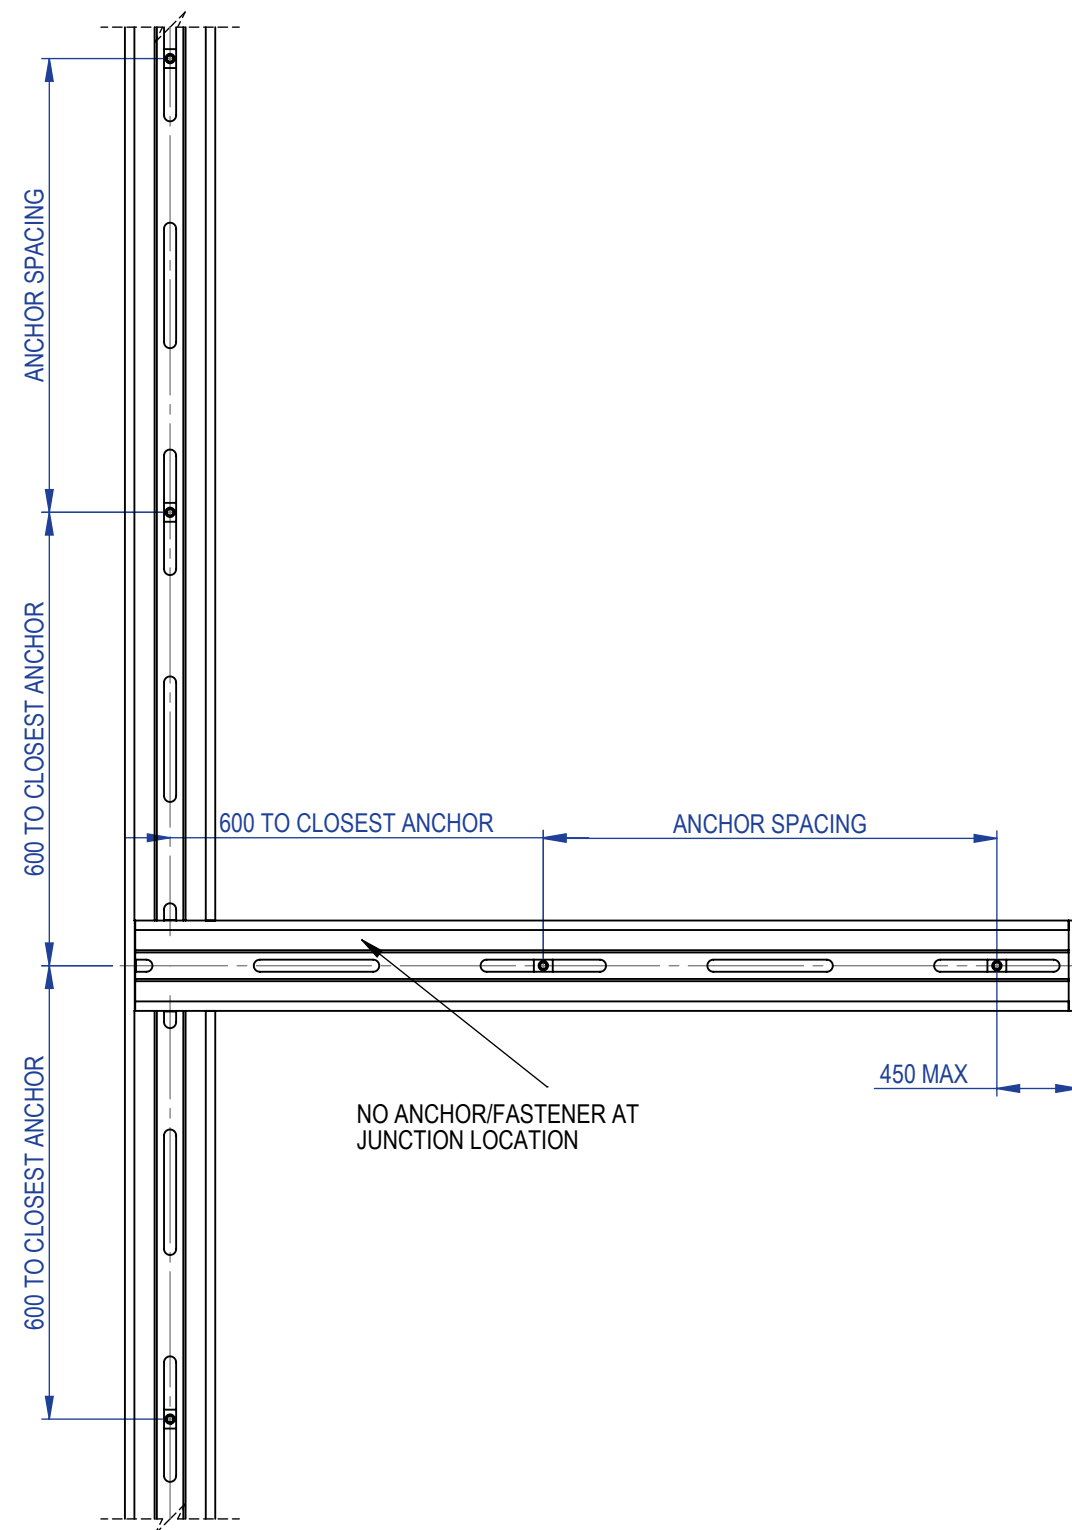 ANCHOR SPACING
600 TO CLOSEST ANCHOR
600 TO CLOSEST ANCHOR
ANCHOR SPACING
450 MAX
NO ANCHOR/FASTENER AT
JUNCTION LOCATION
600 TO CLOSEST ANCHOR